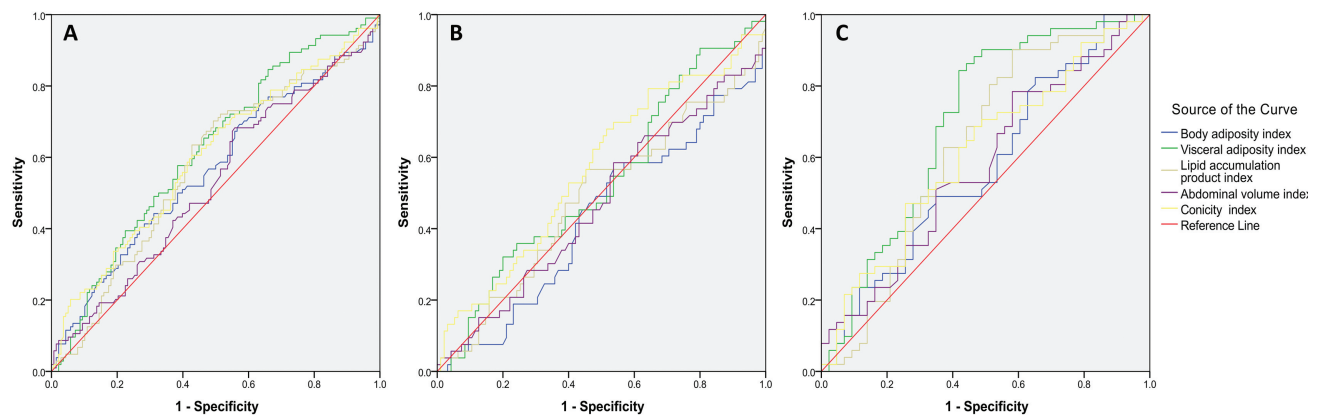 A
B
C
1.0
0.8
0.6
0.4
0.2
0.0
Sensitivity
0.0 0.2 0.4 0.6 0.8 1.0
1 - Specificity
1.0
0.8
0.6
0.4
0.2
0.0
Sensitivity
0.0 0.2 0.4 0.6 0.8 1.0
1 - Specificity
1.0
0.8
0.6
0.4
0.2
0.0
Sensitivity
0.0 0.2 0.4 0.6 0.8 1.0
1 - Specificity
Source of the Curve
Body adiposity index
Visceral adiposity index
Lipid accumulation
product index
Abdominal volume index
Conicity index
Reference Line